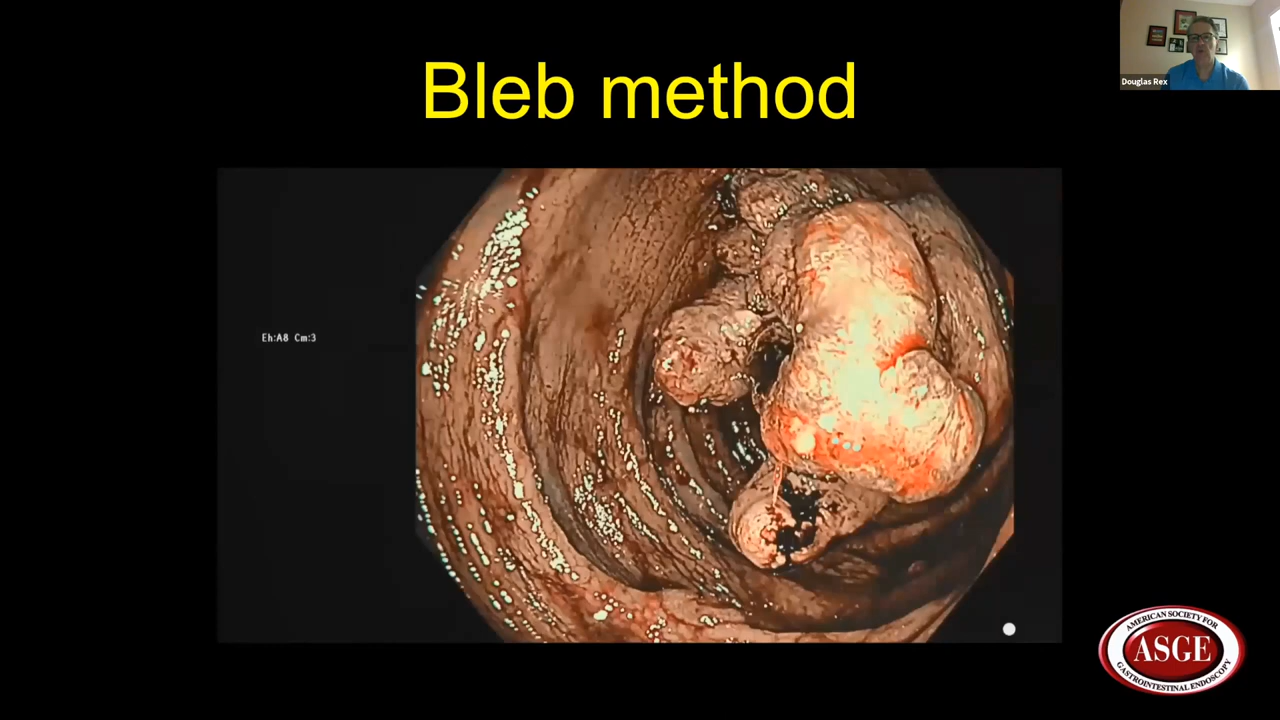 Bleb method
Douglas Rex
Eh:A8 Cm:3
AMERICAN SOCIETY FOR
ASGE
GASTROINTESTINAL ENDOSCOPY